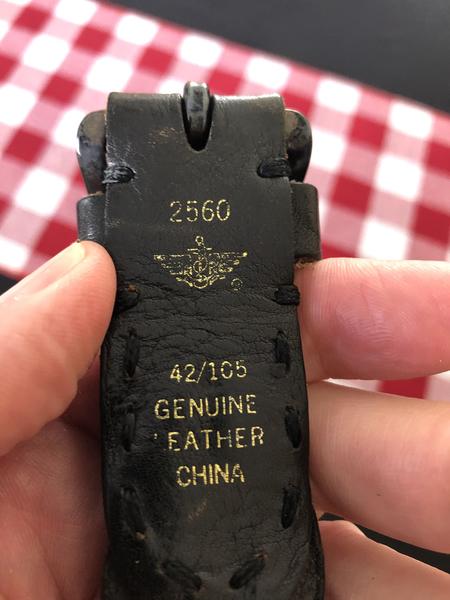 2560
42/105
GENUINE
LEATHER
CHINA